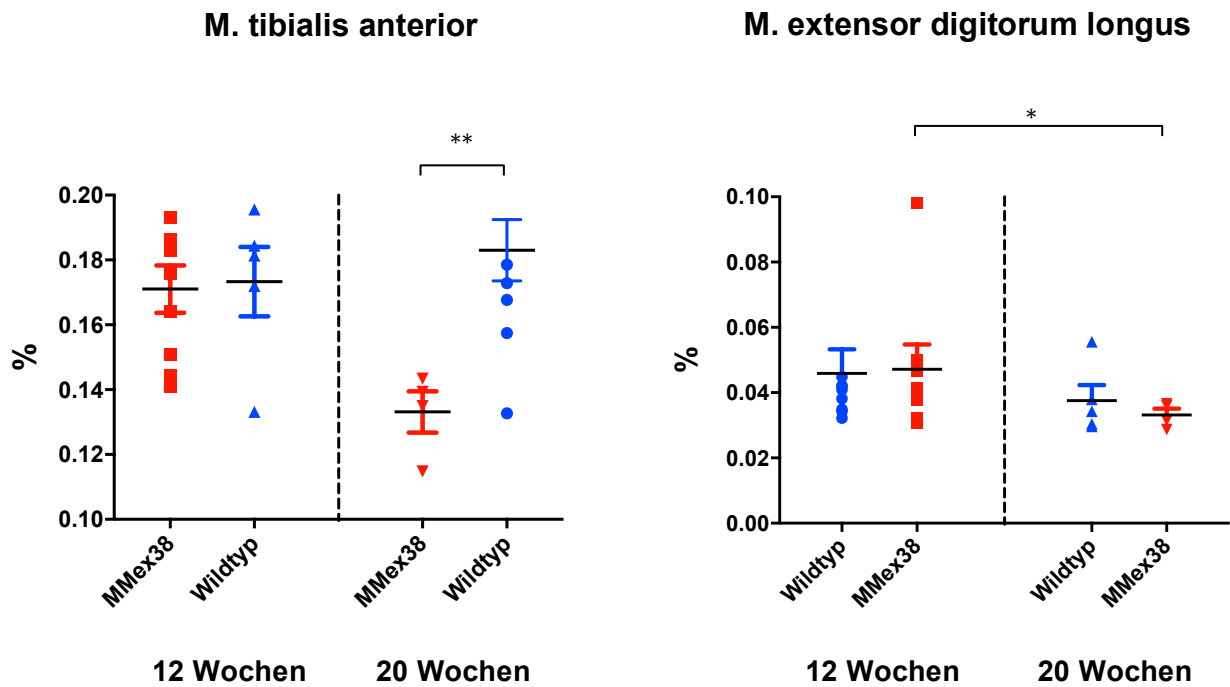 M. tibialis anterior
**
0.20
0.18
0.16
0.14
0.12
0.10
%
MMex38
Wildtyp
MMex38
Wildtyp
12 Wochen
20 Wochen
M. extensor digitorum longus
*
0.10
0.08
0.06
0.04
0.02
0.00
%
Wildtyp
MMex38
Wildtyp
MMex38
12 Wochen
20 Wochen